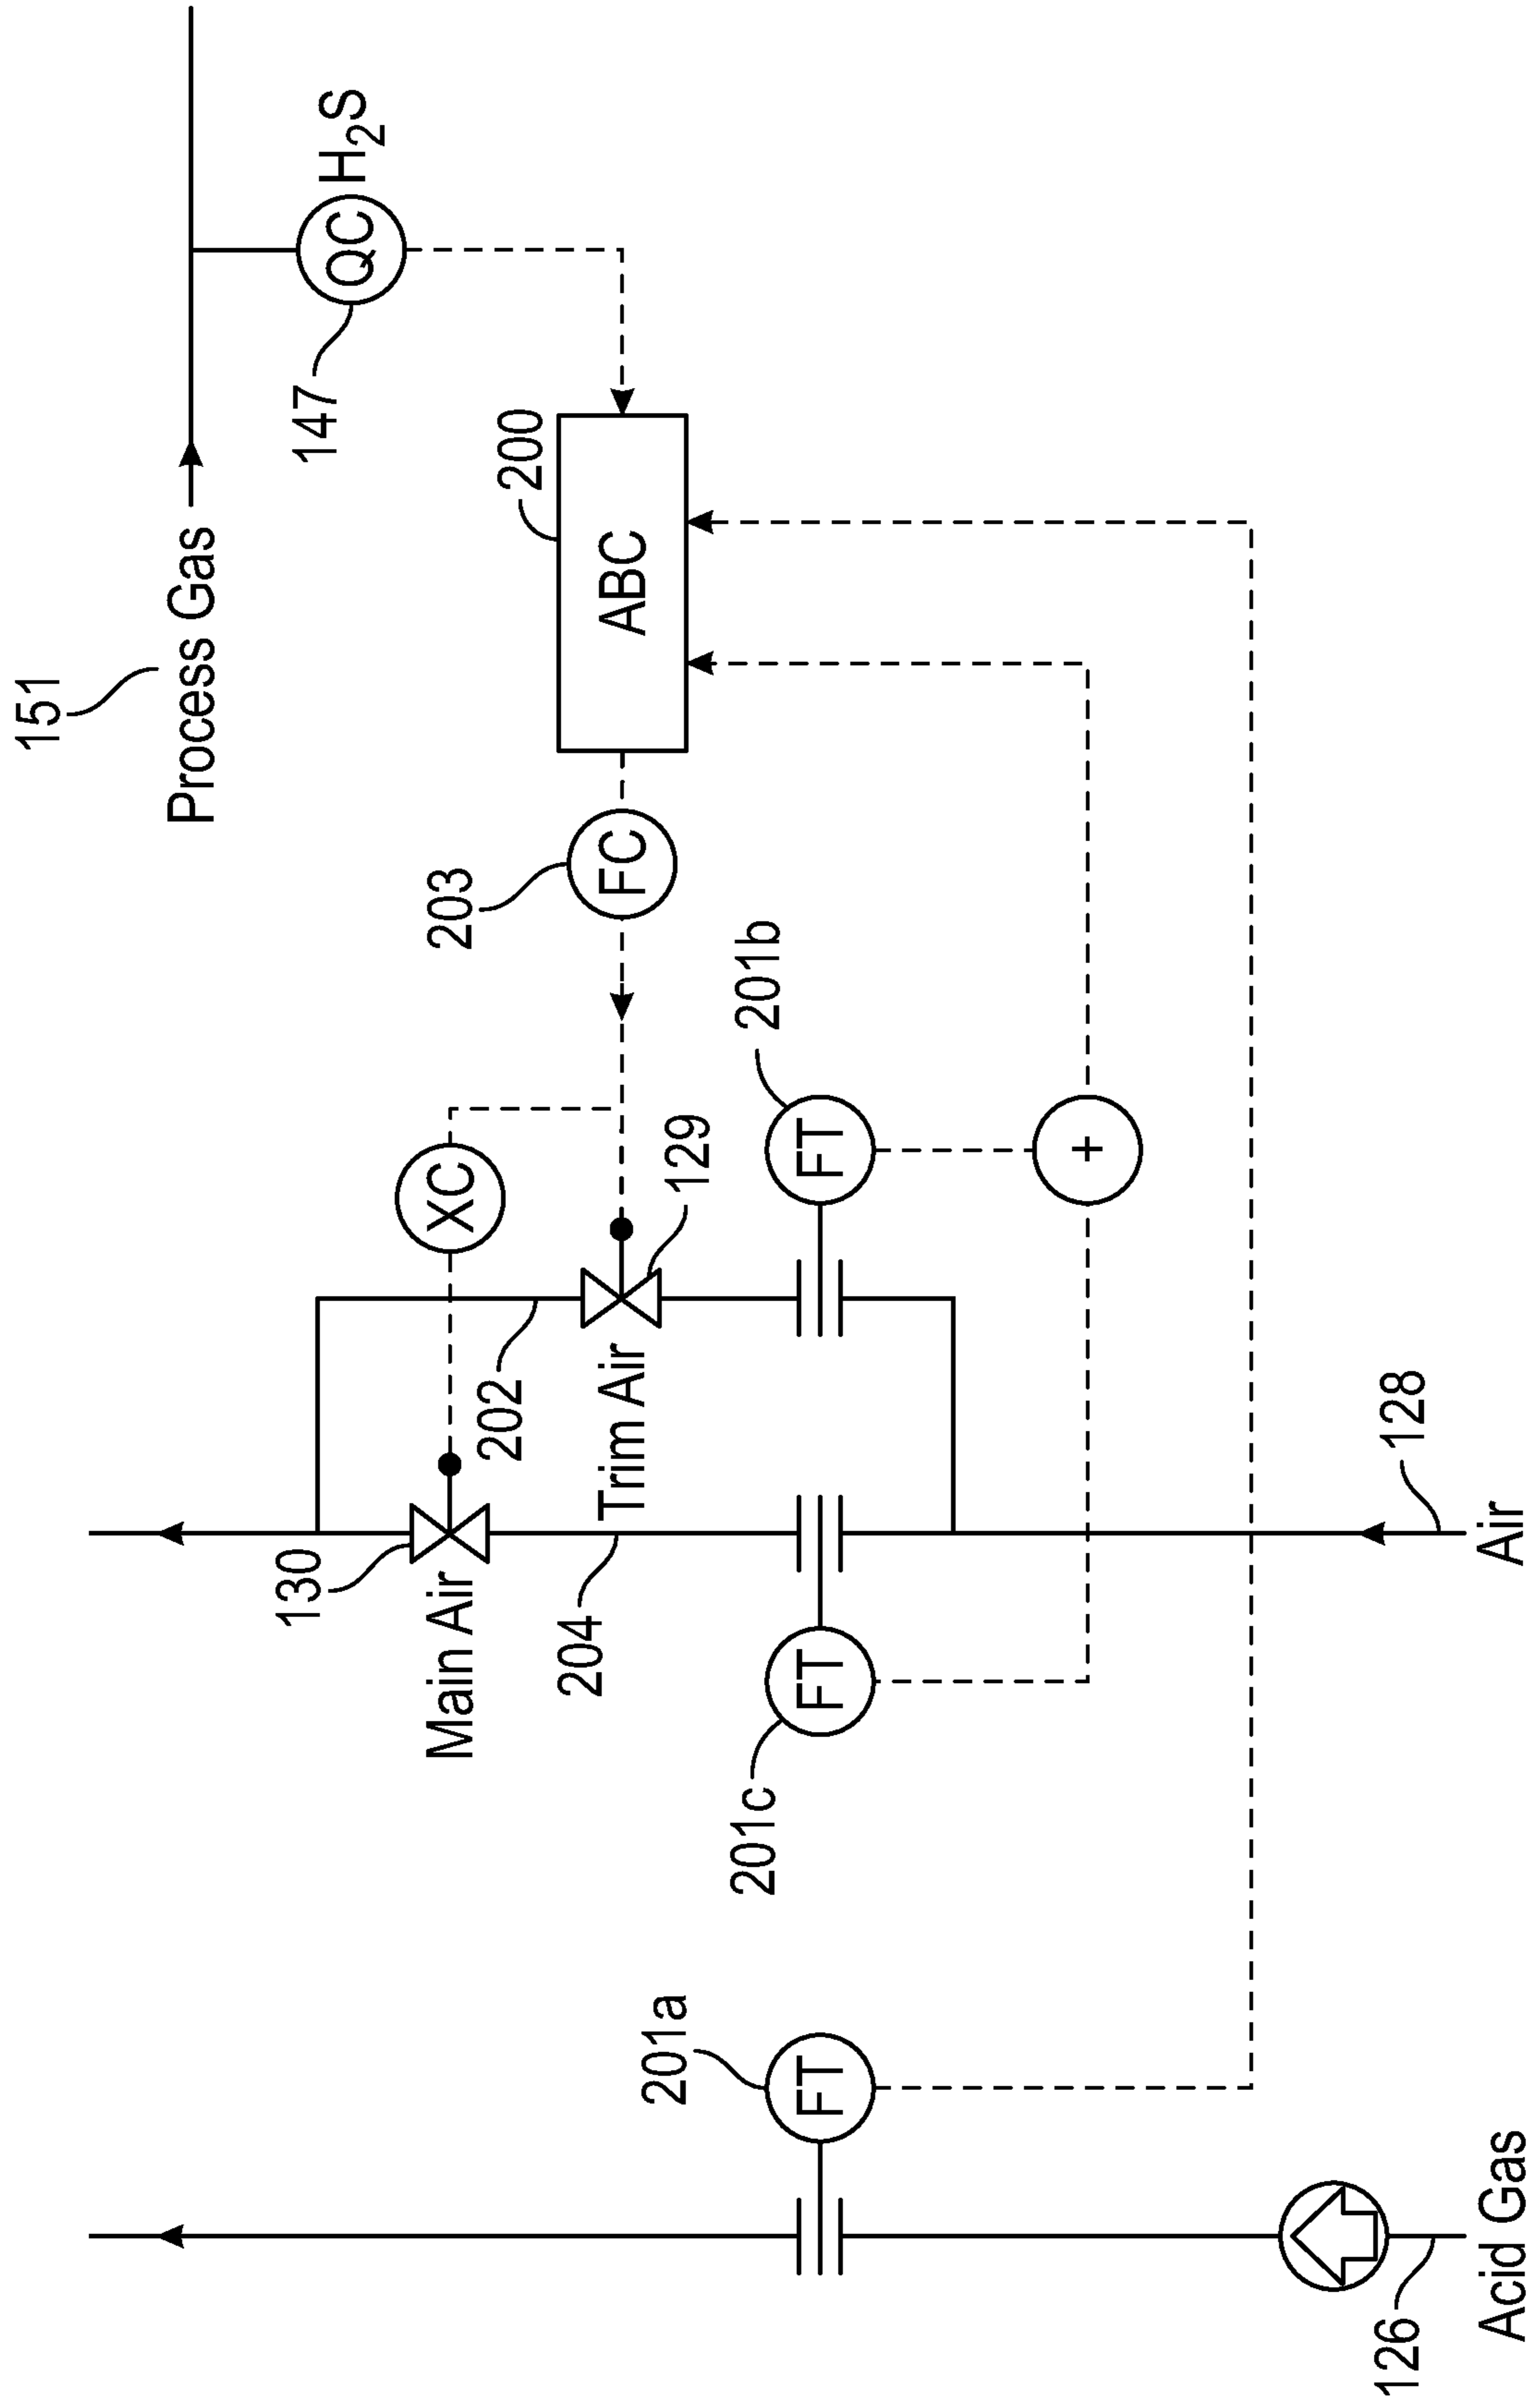 151
Process Gas
147
QC
H2S
200
ABC
203
FC
XC
130
Main Air
202
129
Trim Air
204
201b
FT
201c
FT
+
201a
FT
128
Air
126
Acid Gas